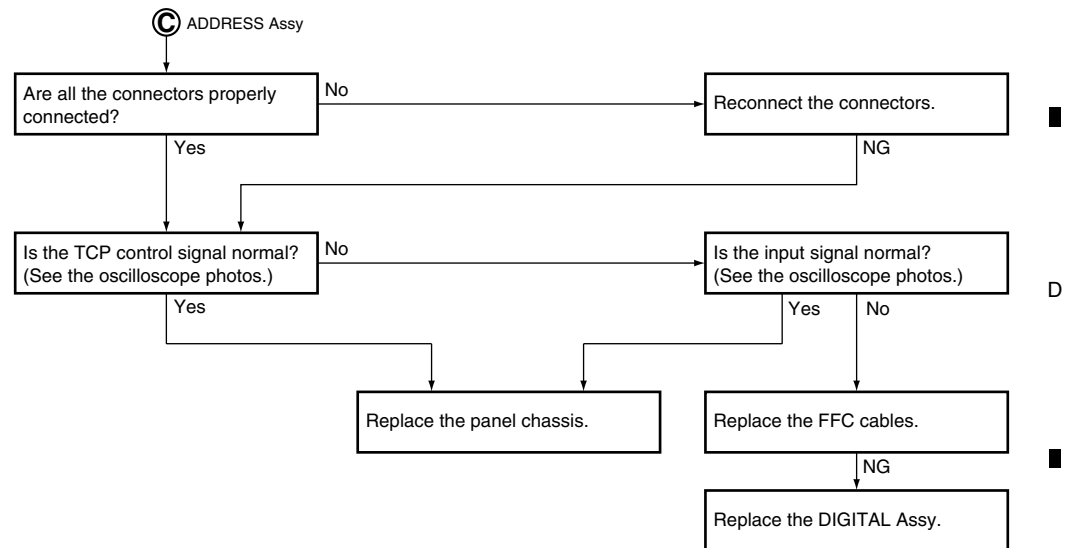 C ADDRESS Assy
Are all the connectors properly
connected?
No
Reconnect the connectors.
Yes
NG
Is the TCP control signal normal?
(See the oscilloscope photos.)
No
Is the input signal normal?
(See the oscilloscope photos.)
D
Yes
Yes
No
Replace the panel chassis.
Replace the FFC cables.
NG
Replace the DIGITAL Assy.